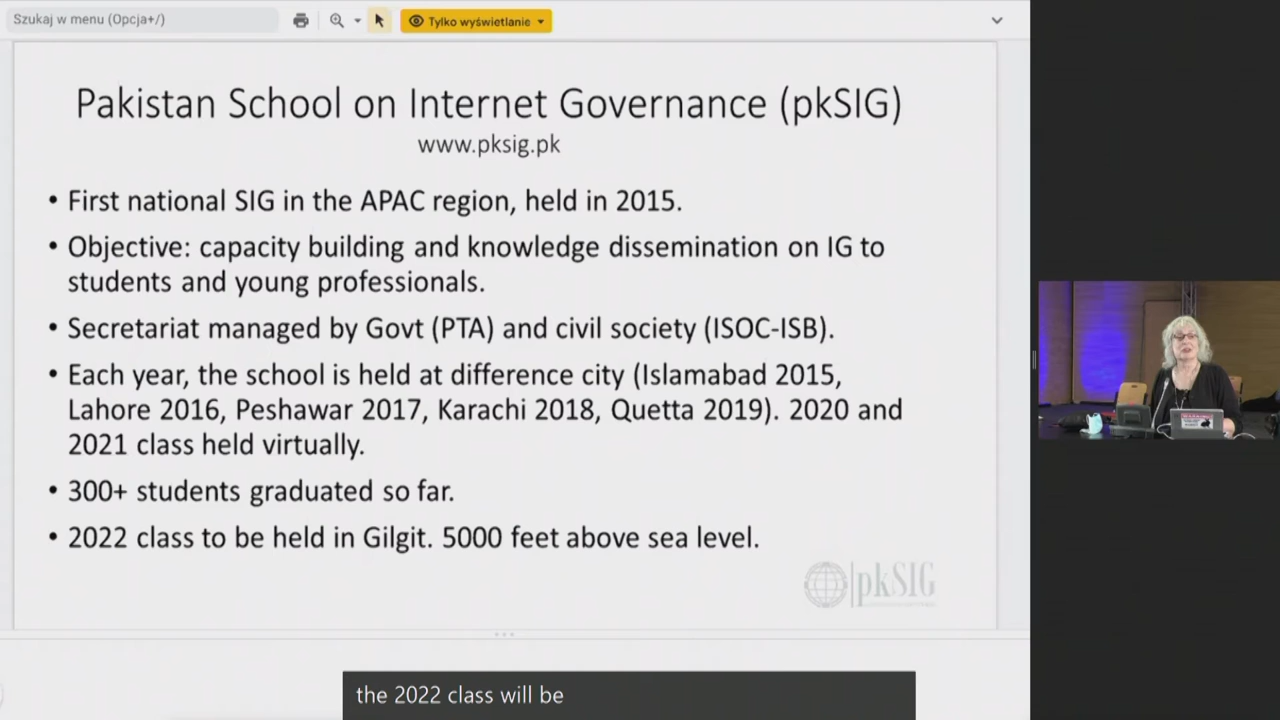 Szukaj w menu (Opcja+/)
Tylko wyświetlanie
Pakistan School on Internet Governance (pkSIG)
www.pksig.pk
• First national SIG in the APAC region, held in 2015.
• Objective: capacity building and knowledge dissemination on IG to
students and young professionals.
• Secretariat managed by Govt (PTA) and civil society (ISOC-ISB).
• Each year, the school is held at difference city (Islamabad 2015,
Lahore 2016, Peshawar 2017, Karachi 2018, Quetta 2019). 2020 and
2021 class held virtually.
• 300+ students graduated so far.
• 2022 class to be held in Gilgit. 5000 feet above sea level.
pkSIG
the 2022 class will be